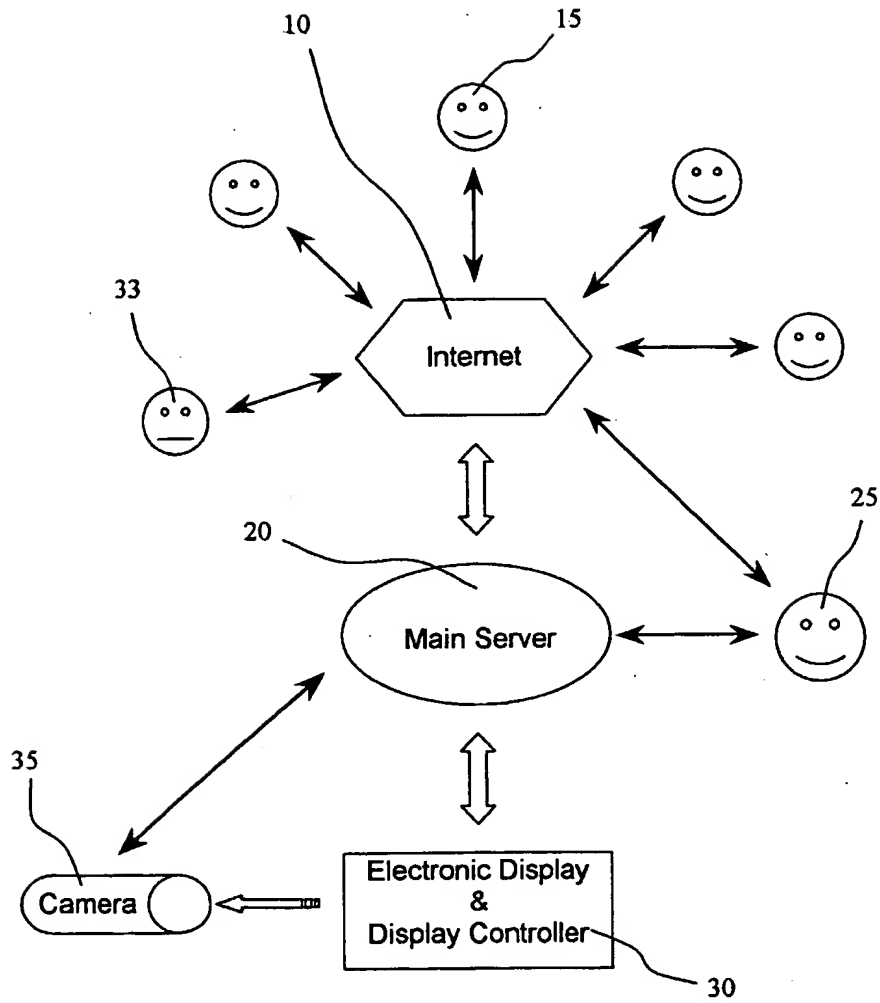 10
15
33
Internet
25
20
Main Server
35
Electronic Display
&
Display Controller
Camera
30